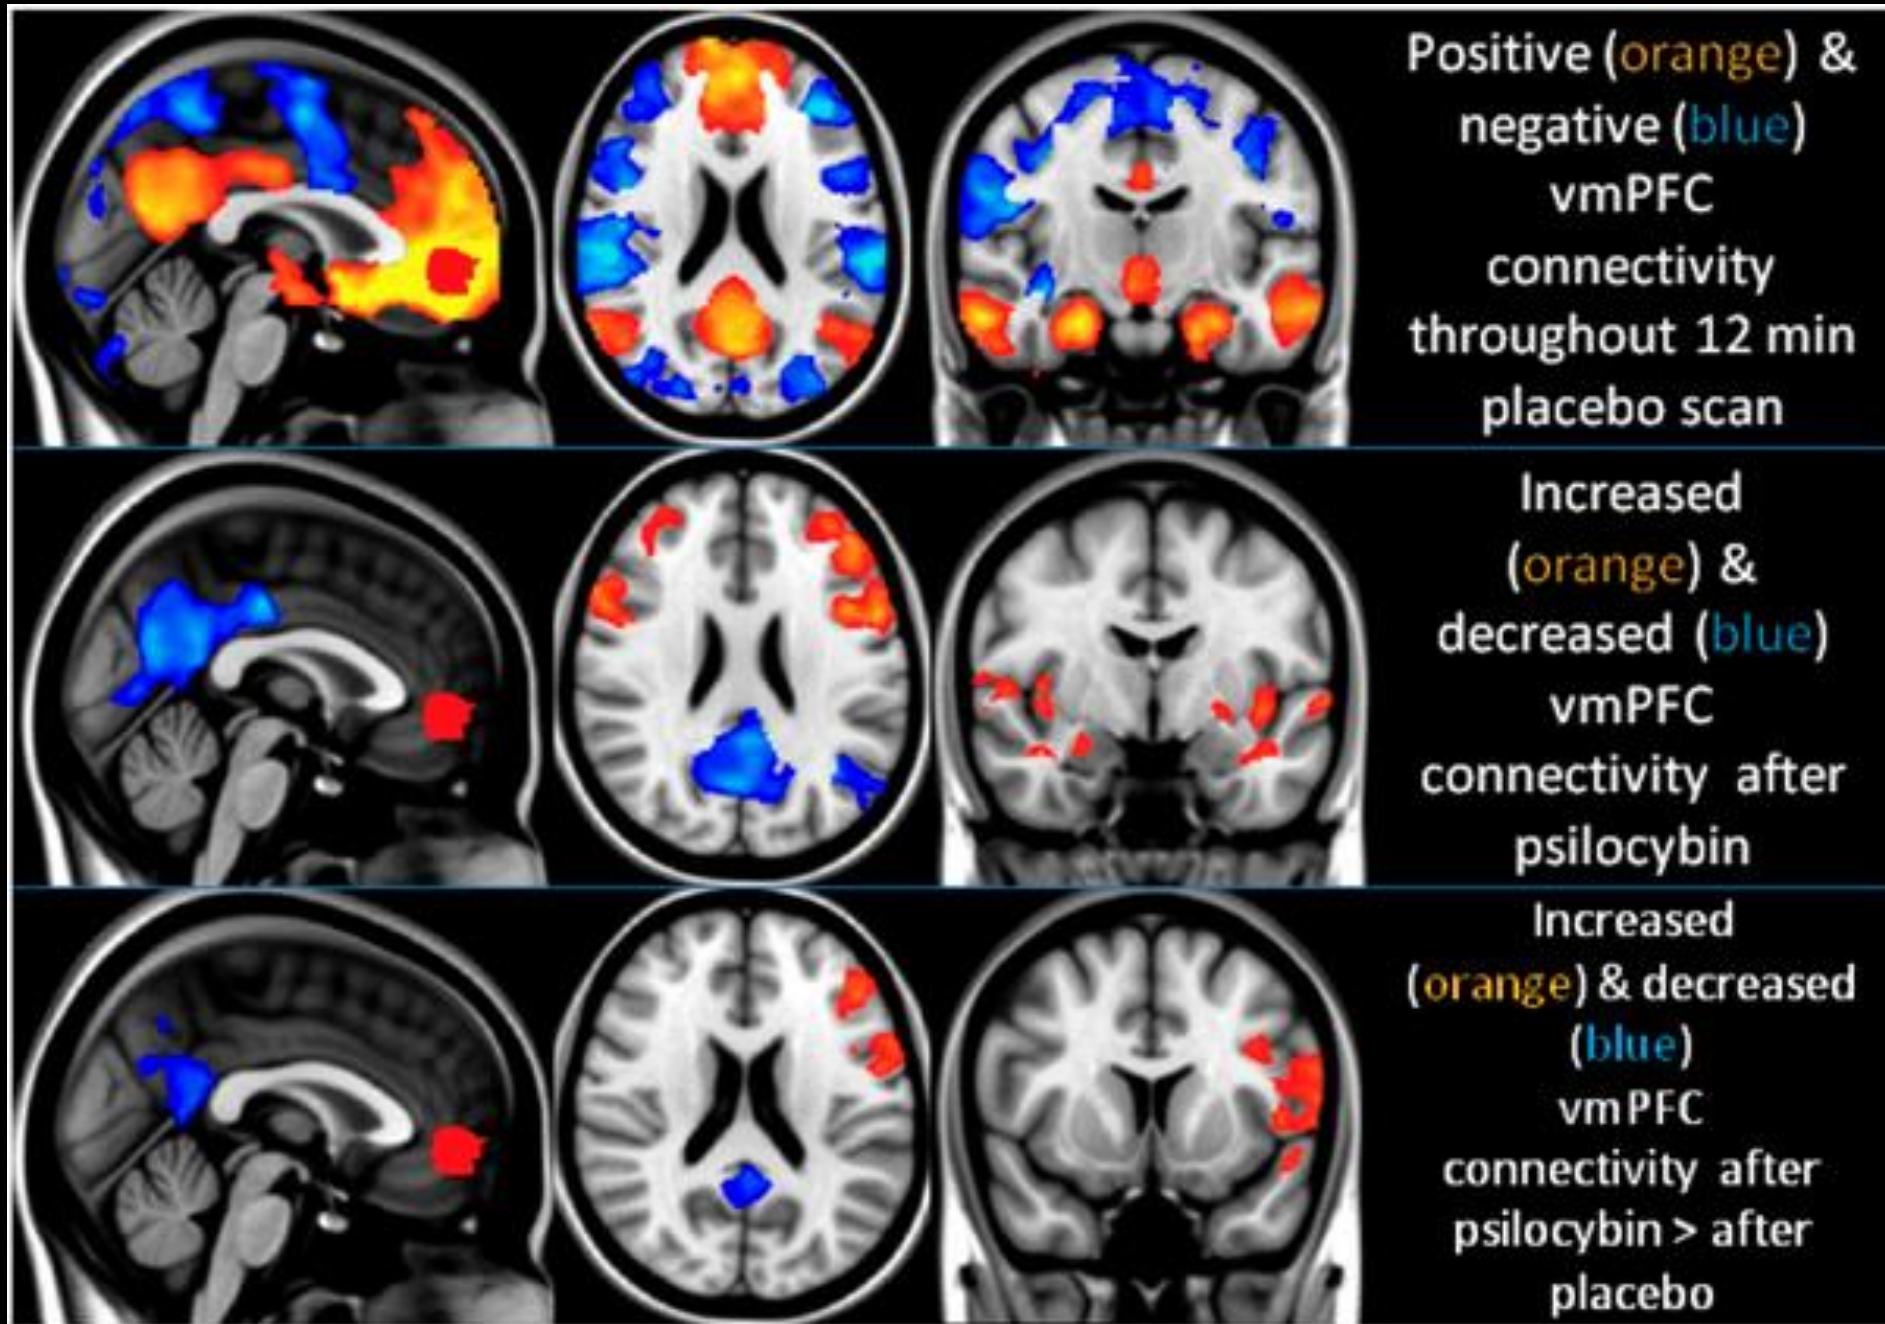 Positive (orange) &
negative (blue)
vmPFC
connectivity
throughout 12 min
placebo scan
Increased
(orange) &
decreased (blue)
vmPFC
connectivity after
psilocybin
Increased
(orange) & decreased
(blue)
vmPFC
connectivity after
psilocybin > after
placebo